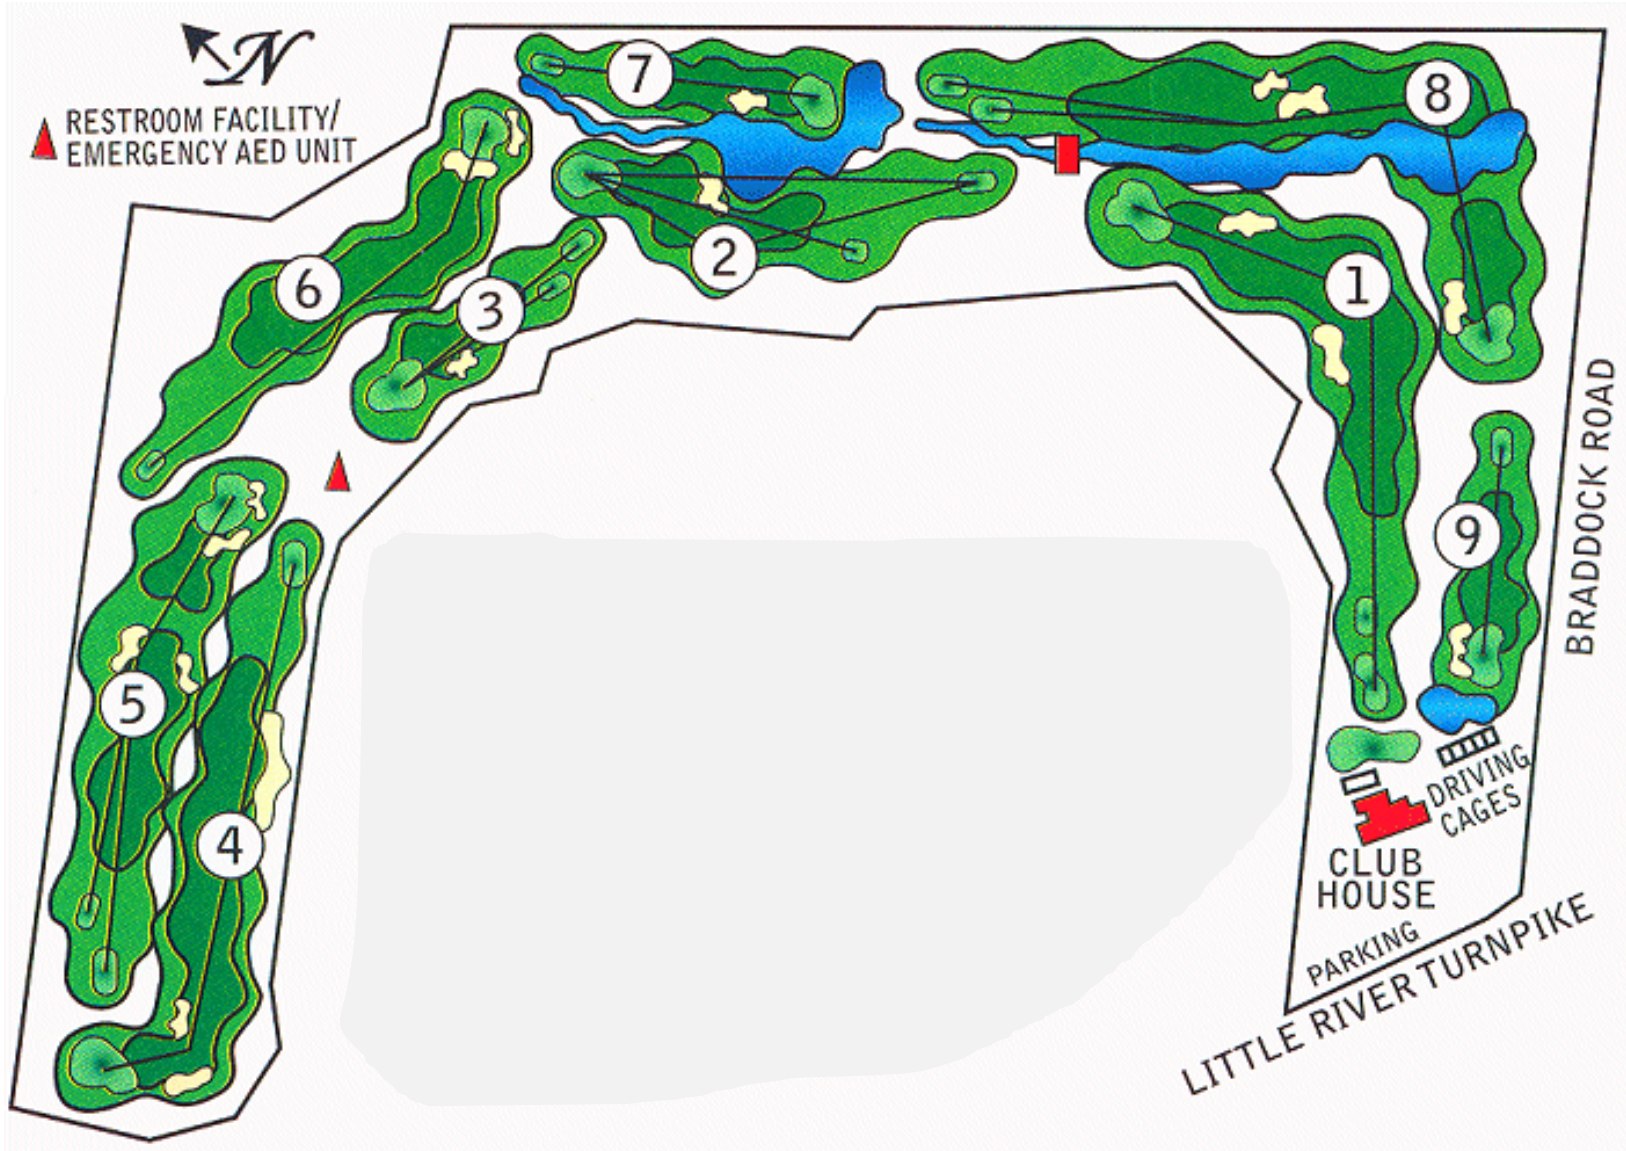 N
RESTROOM FACILITY/
EMERGENCY AED UNIT
7
8
6
3
2
1
9
5
4
BRADDOCK ROAD
DRIVING
CAGES
CLUB
HOUSE
PARKING
LITTLE RIVER TURNPIKE